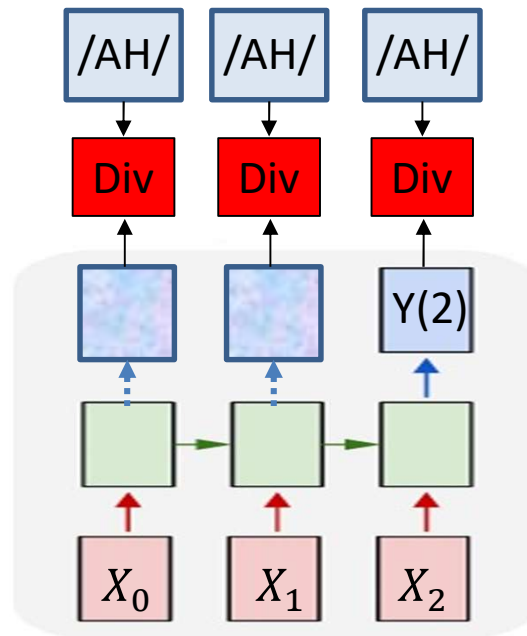 /AH/ /AH/ /AH/
Div Div Div
Y(2)
X₀ X₁ X₂